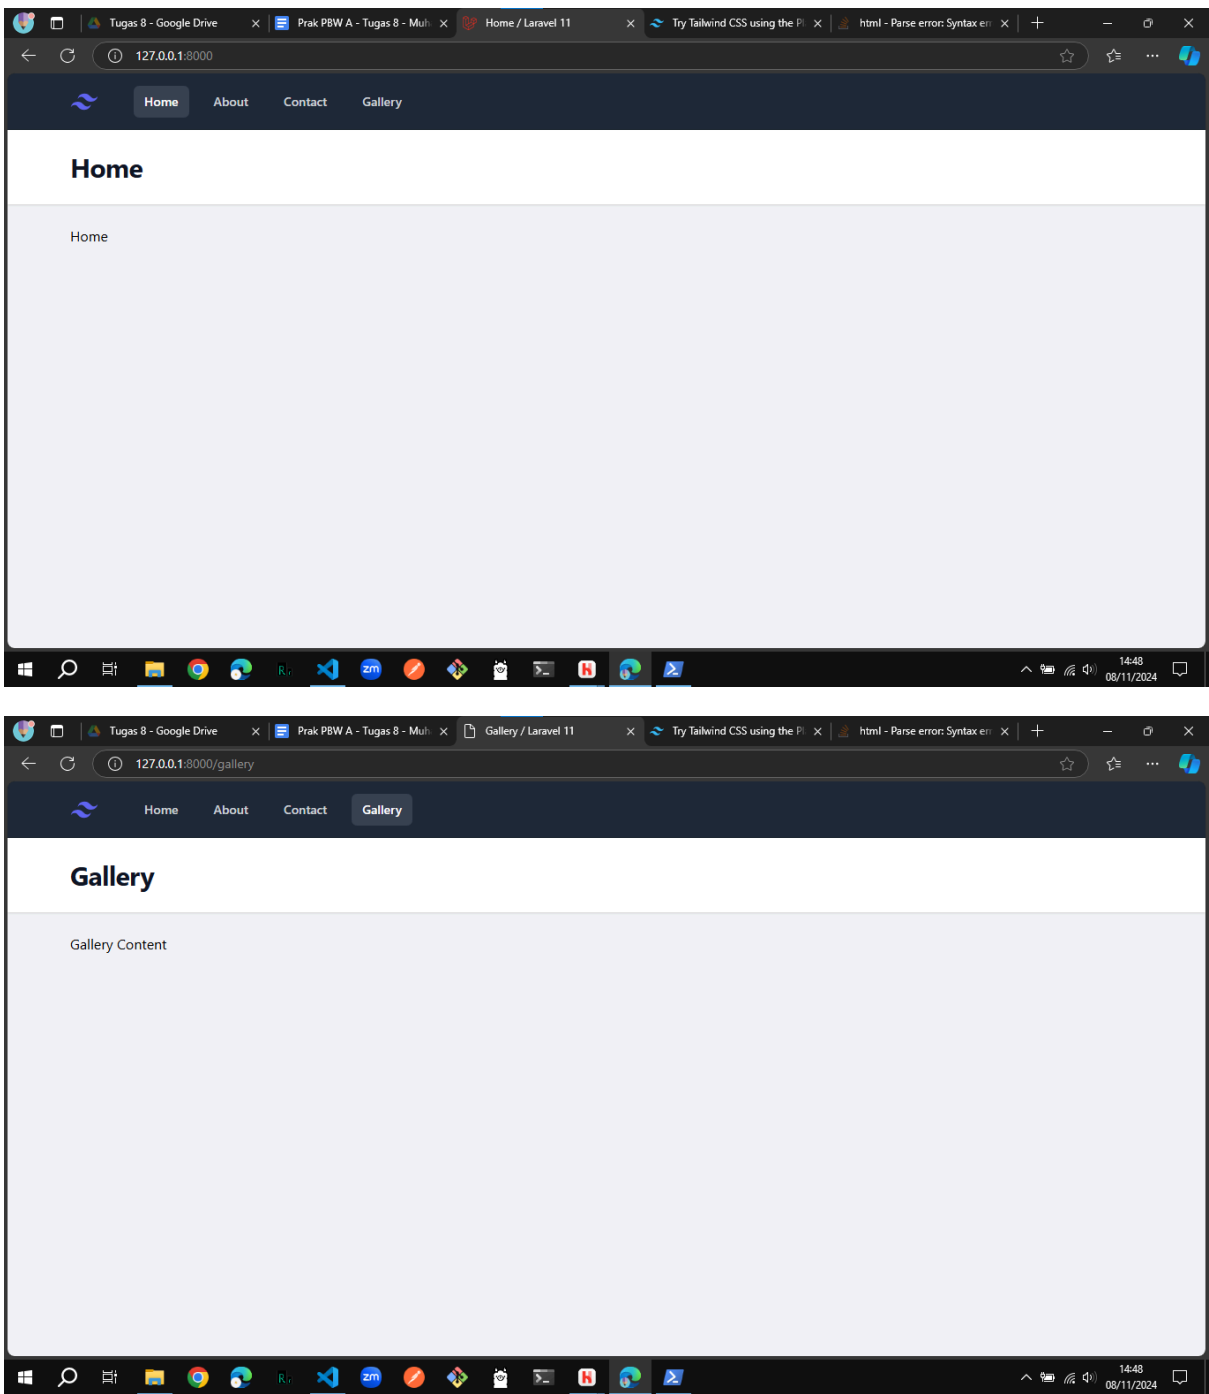 Tugas 8 - Google Drive
Prak PBW A - Tugas 8 - Muh
Home / Laravel 11
Try Tailwind CSS using the Pl
html - Parse error: Syntax err
127.0.0.1:8000
Home About Contact Gallery
Home
Home
zm
14:48
08/11/2024
Tugas 8 - Google Drive
Prak PBW A - Tugas 8 - Muh
Gallery / Laravel 11
Try Tailwind CSS using the Pl
html - Parse error: Syntax err
127.0.0.1:8000/gallery
Home About Contact Gallery
Gallery
Gallery Content
zm
14:48
08/11/2024